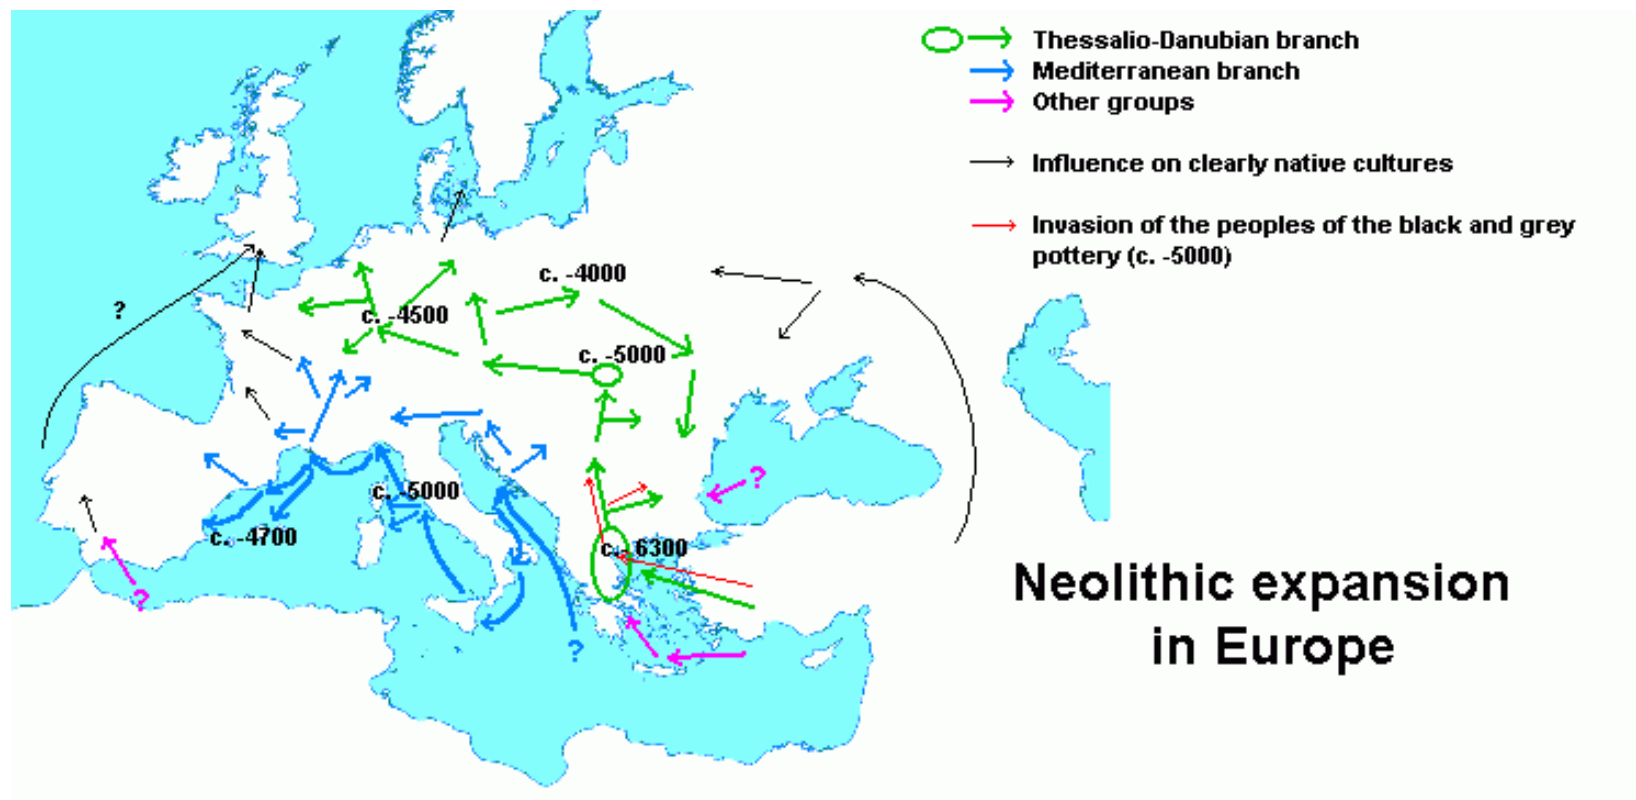 Thessalio-Danubian branch
Mediterranean branch
Other groups
Influence on clearly native cultures
Invasion of the peoples of the black and grey
pottery (c. -5000)
c. -4000
?
c. -4500
c. -5000
?
c. -5000
c. -4700
c. - 6300
?
?
Neolithic expansion
in Europe